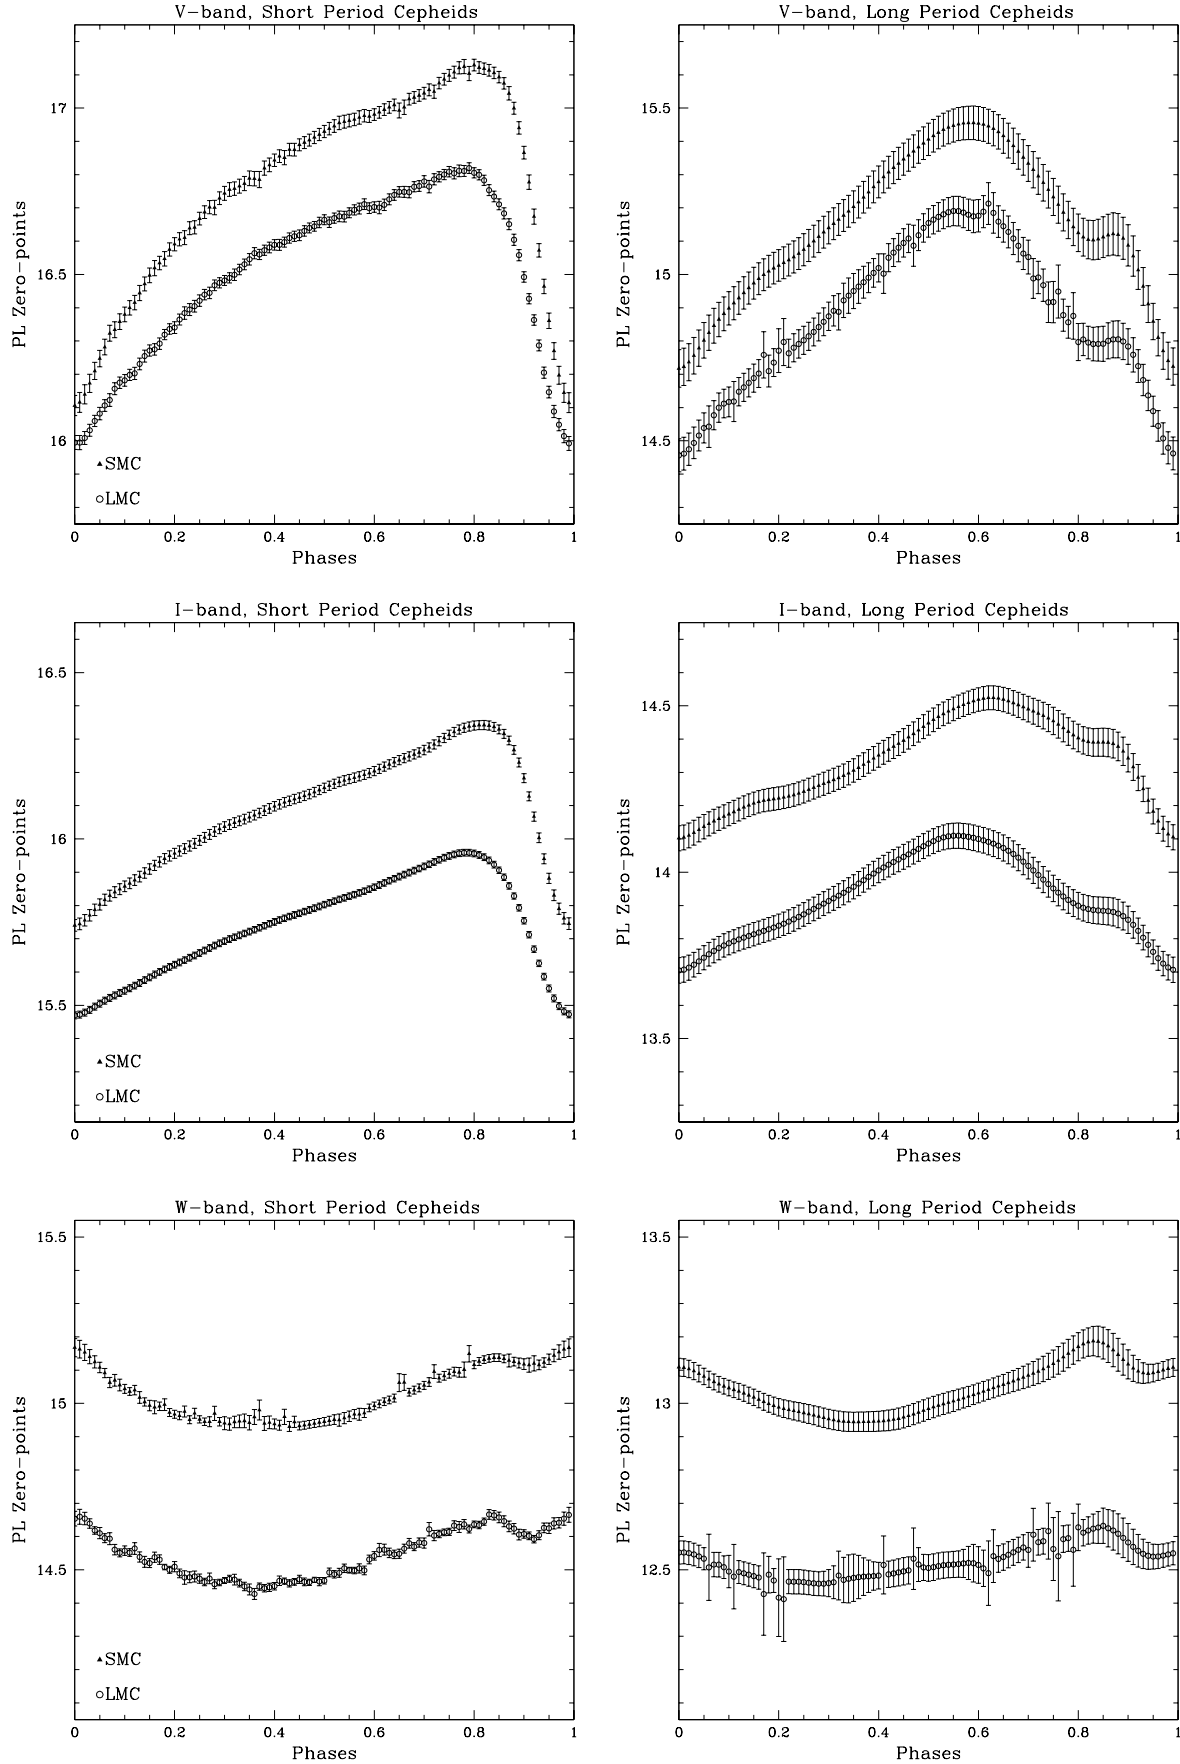 V-band, Short Period Cepheids
PL Zero-points
17
16.5
16
SMC
LMC
0 0.2 0.4 0.6 0.8 1
Phases
V-band, Long Period Cepheids
PL Zero-points
15.5
15
14.5
0 0.2 0.4 0.6 0.8 1
Phases
I-band, Short Period Cepheids
PL Zero-points
16.5
16
15.5
SMC
LMC
0 0.2 0.4 0.6 0.8 1
Phases
I-band, Long Period Cepheids
PL Zero-points
14.5
14
13.5
0 0.2 0.4 0.6 0.8 1
Phases
W-band, Short Period Cepheids
PL Zero-points
15.5
15
14.5
SMC
LMC
0 0.2 0.4 0.6 0.8 1
Phases
W-band, Long Period Cepheids
PL Zero-points
13.5
13
12.5
0 0.2 0.4 0.6 0.8 1
Phases